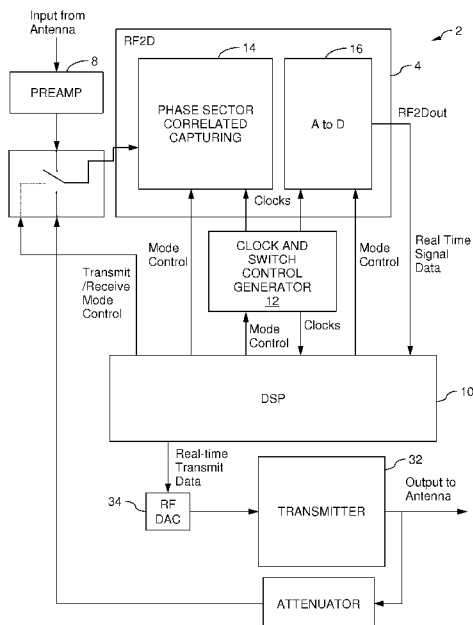 Input from
Antenna
8
PREAMP
RF2D
14
16
2
4
PHASE SECTOR
CORRELATED
CAPTURING
A to D
RF2Dout
Clocks
Mode
Control
CLOCK AND
SWITCH
CONTROL
GENERATOR
12
Mode
Control
Real Time
Signal
Data
Transmit
/Receive
Mode
Control
Mode
Control
Clocks
DSP
10
Real-time
Transmit
Data
32
Output to
Antenna
34
RF
DAC
TRANSMITTER
ATTENUATOR